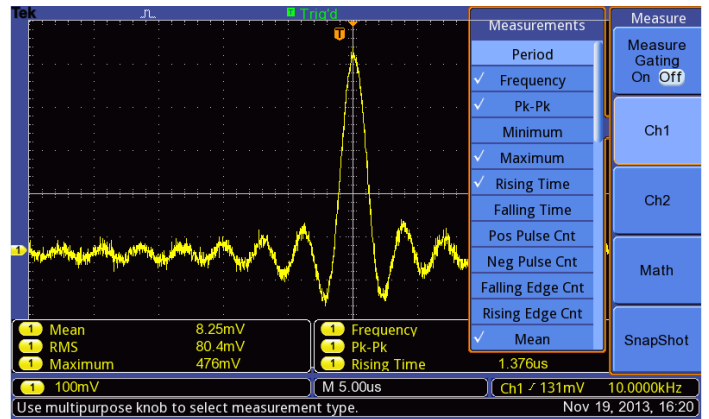 Tek
T Trig'd
T
Measurements
Period
✓ Frequency
✓ Pk-Pk
Minimum
✓ Maximum
✓ Rising Time
Falling Time
Pos Pulse Cnt
Neg Pulse Cnt
Falling Edge Cnt
Rising Edge Cnt
✓ Mean
Measure
Measure
Gating
On Off
Ch1
Ch2
Math
SnapShot
1
1 Mean 8.25mV
1 RMS 80.4mV
1 Maximum 476mV
1 Frequency
1 Pk-Pk
1 Rising Time 1.376us
1 100mV
M 5.00us
Ch1 / 131mV 10.0000kHz
Use multipurpose knob to select measurement type.
Nov 19, 2013, 16:20